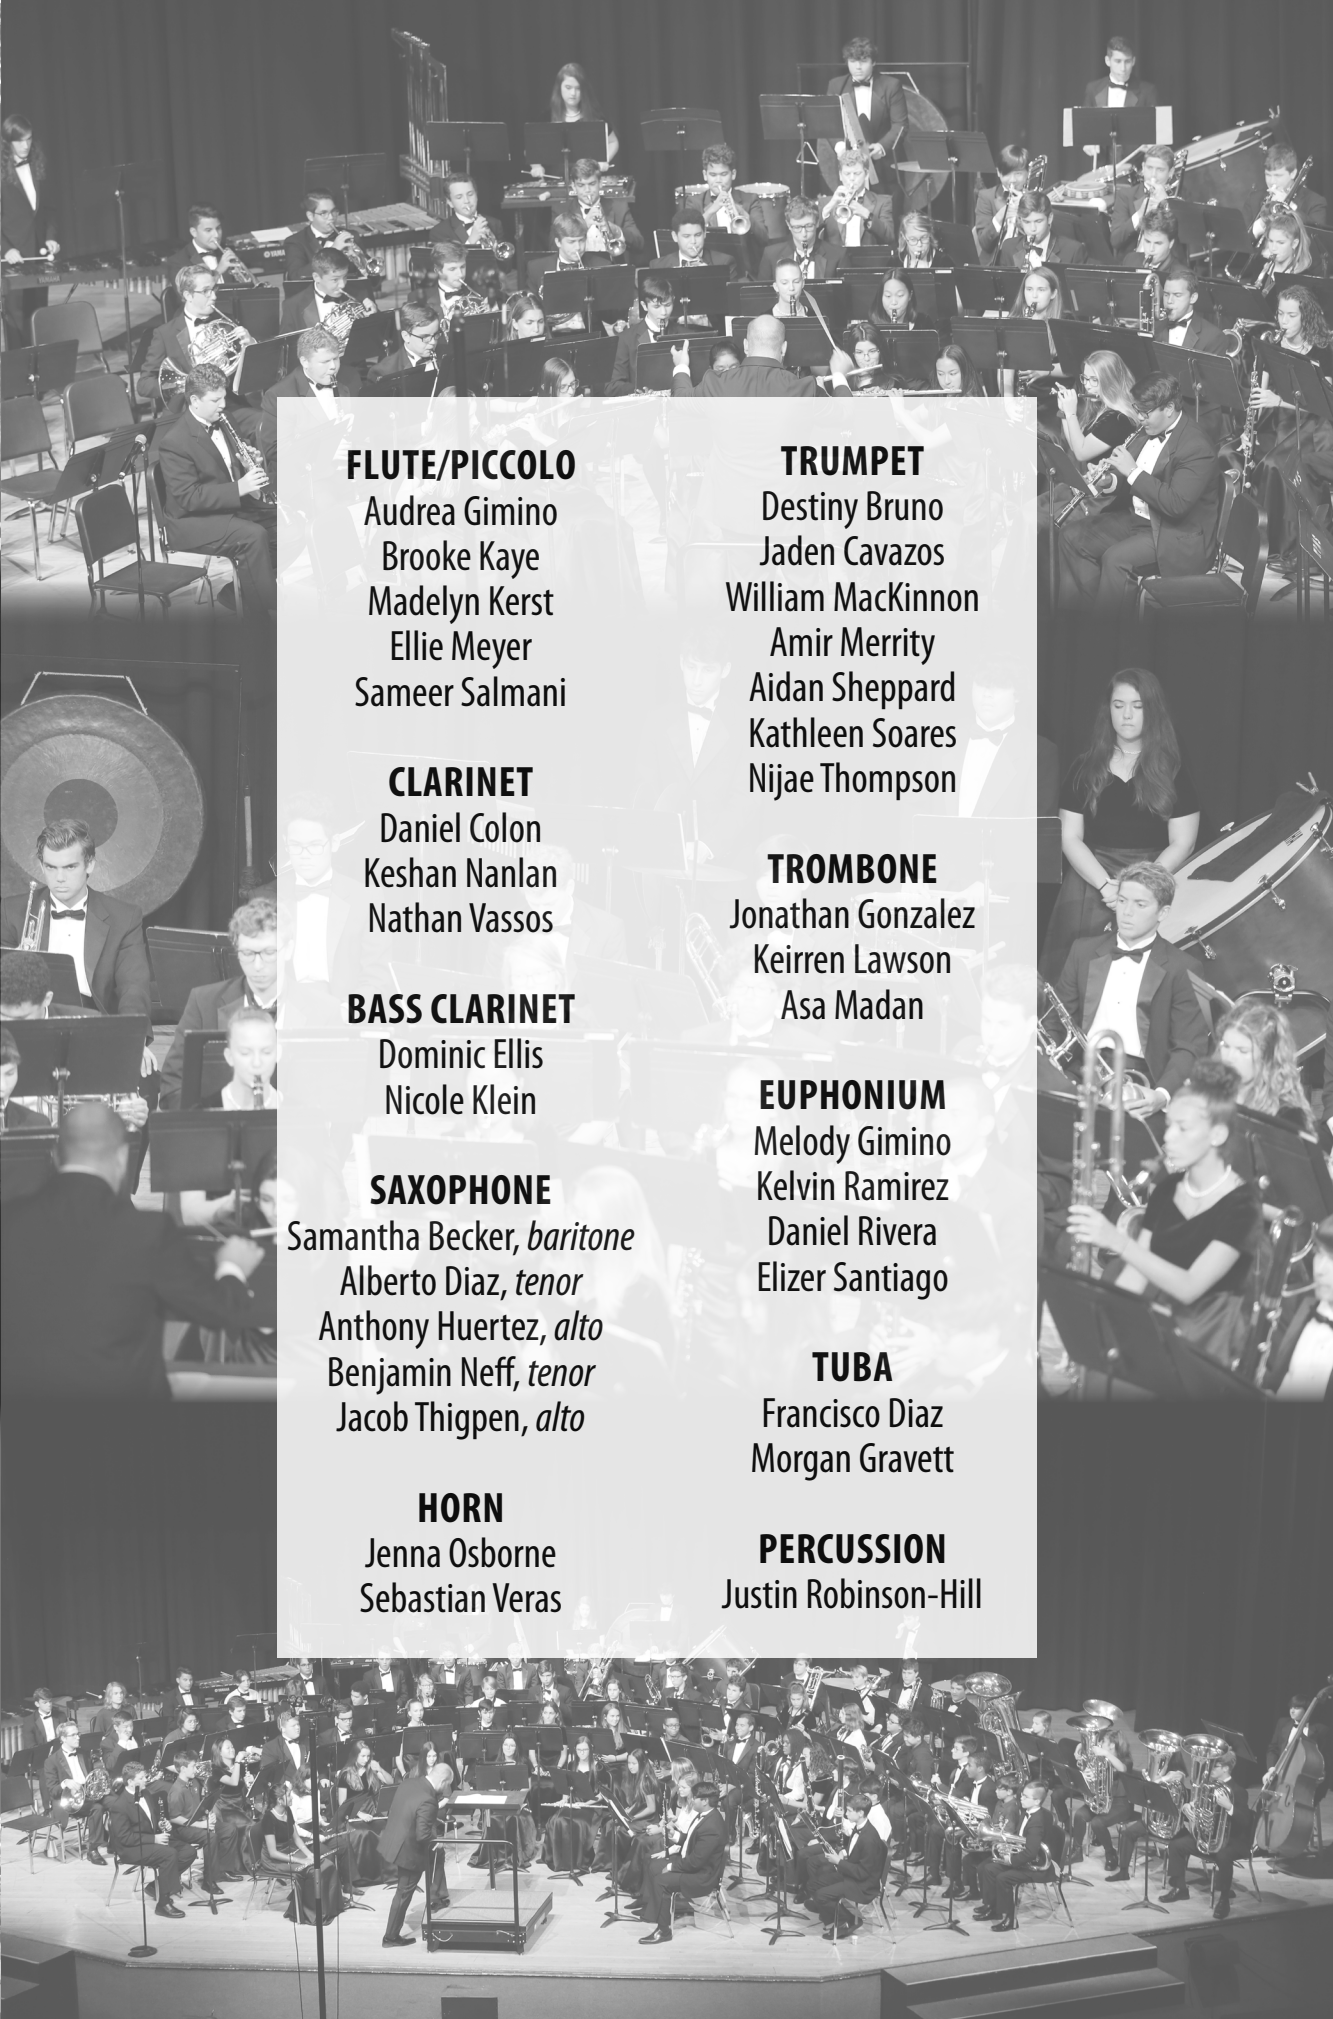 FLUTE/PICCOLO
Audrea Gimino
Brooke Kaye
Madelyn Kerst
Ellie Meyer
Sameer Salmani
CLARINET
Daniel Colon
Keshan Nanlan
Nathan Vassos
BASS CLARINET
Dominic Ellis
Nicole Klein
SAXOPHONE
Samantha Becker, baritone
Alberto Diaz, tenor
Anthony Huertez, alto
Benjamin Neff, tenor
Jacob Thigpen, alto
HORN
Jenna Osborne
Sebastian Veras
TRUMPET
Destiny Bruno
Jaden Cavazos
William MacKinnon
Amir Merrity
Aidan Sheppard
Kathleen Soares
Nijae Thompson
TROMBONE
Jonathan Gonzalez
Keirren Lawson
Asa Madan
EUPHONIUM
Melody Gimino
Kelvin Ramirez
Daniel Rivera
Elizer Santiago
TUBA
Francisco Diaz
Morgan Gravett
PERCUSSION
Justin Robinson-Hill